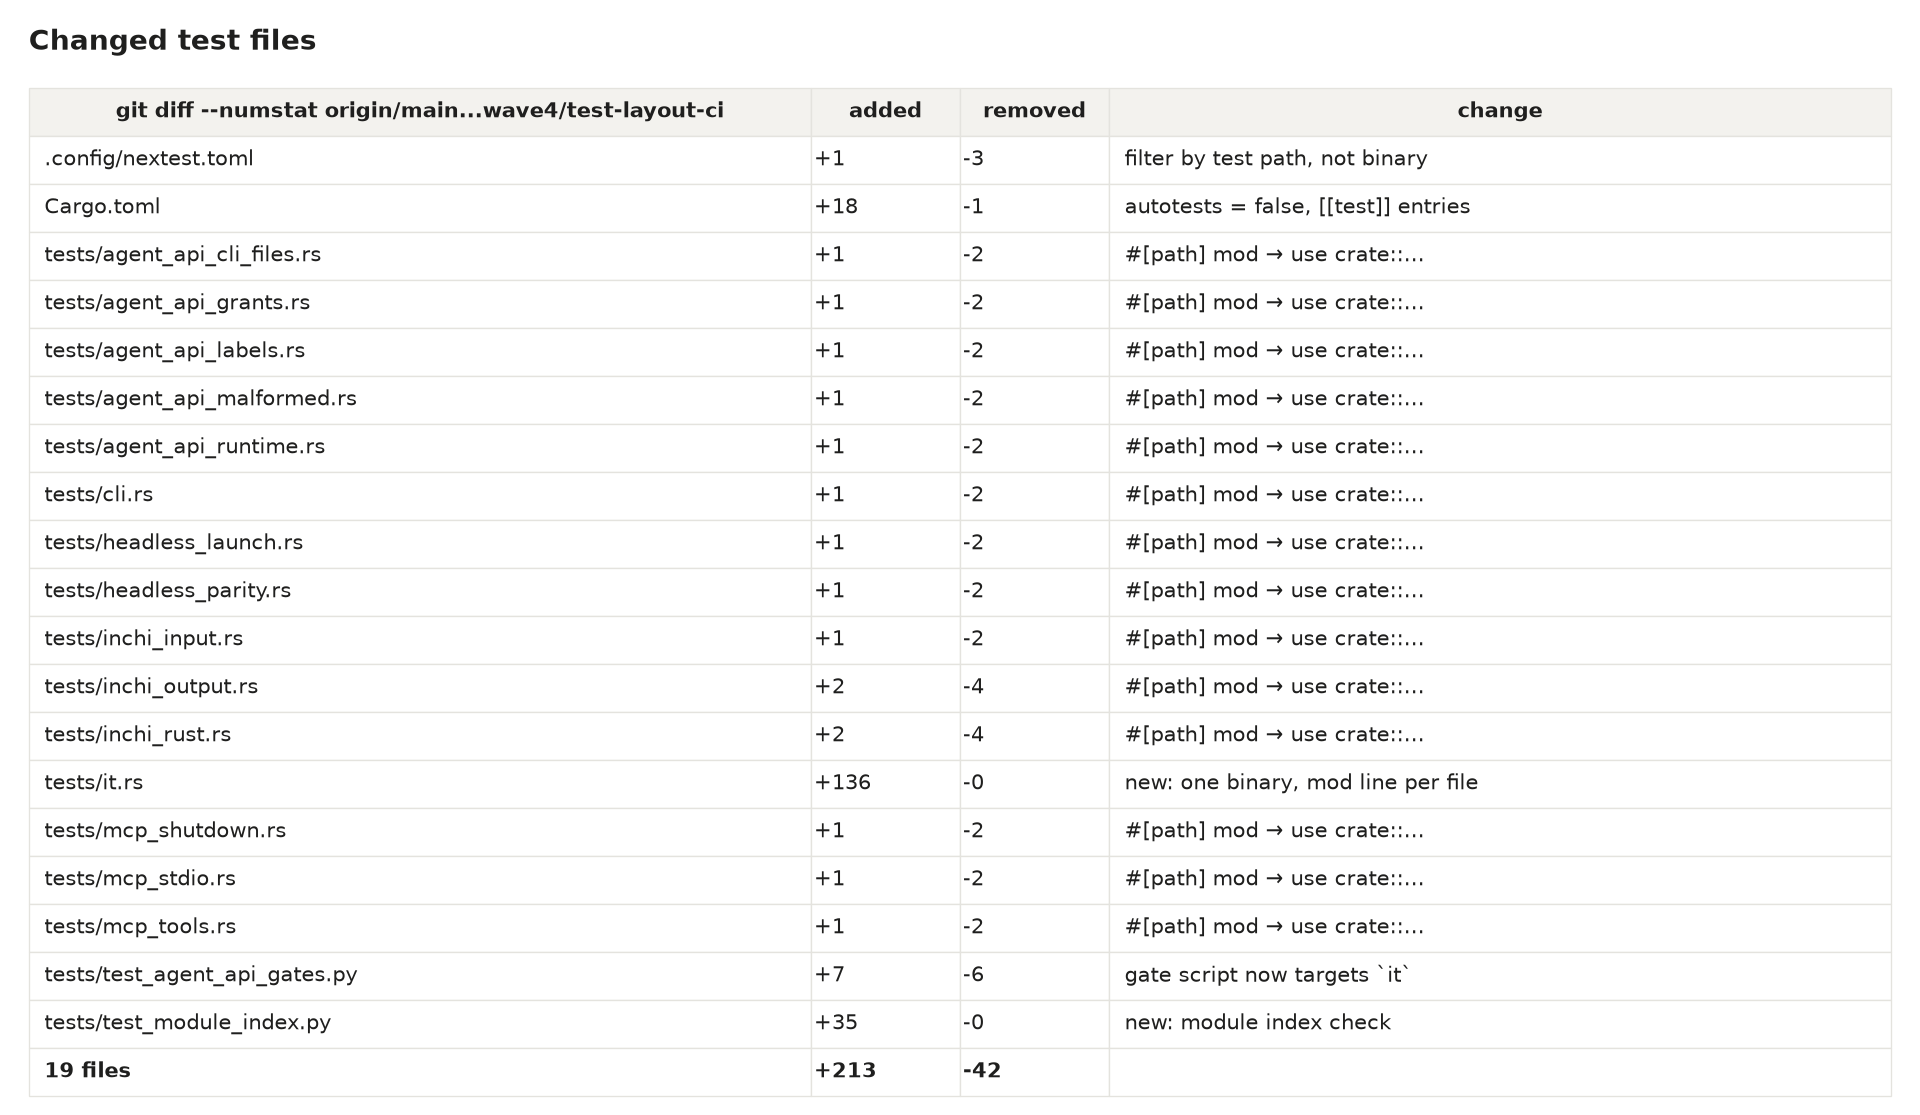 Changed test files
git diff --numstat origin/main...wave4/test-layout-ci added removed change
.config/nextest.toml +1 -3 filter by test path, not binary
Cargo.toml +18 -1 autotests = false, [[test]] entries
tests/agent_api_cli_files.rs +1 -2 #[path] mod → use crate::...
tests/agent_api_grants.rs +1 -2 #[path] mod → use crate::...
tests/agent_api_labels.rs +1 -2 #[path] mod → use crate::...
tests/agent_api_malformed.rs +1 -2 #[path] mod → use crate::...
tests/agent_api_runtime.rs +1 -2 #[path] mod → use crate::...
tests/cli.rs +1 -2 #[path] mod → use crate::...
tests/headless_launch.rs +1 -2 #[path] mod → use crate::...
tests/headless_parity.rs +1 -2 #[path] mod → use crate::...
tests/inchi_input.rs +1 -2 #[path] mod → use crate::...
tests/inchi_output.rs +2 -4 #[path] mod → use crate::...
tests/inchi_rust.rs +2 -4 #[path] mod → use crate::...
tests/it.rs +136 -0 new: one binary, mod line per file
tests/mcp_shutdown.rs +1 -2 #[path] mod → use crate::...
tests/mcp_stdio.rs +1 -2 #[path] mod → use crate::...
tests/mcp_tools.rs +1 -2 #[path] mod → use crate::...
tests/test_agent_api_gates.py +7 -6 gate script now targets `it`
tests/test_module_index.py +35 -0 new: module index check
19 files +213 -42